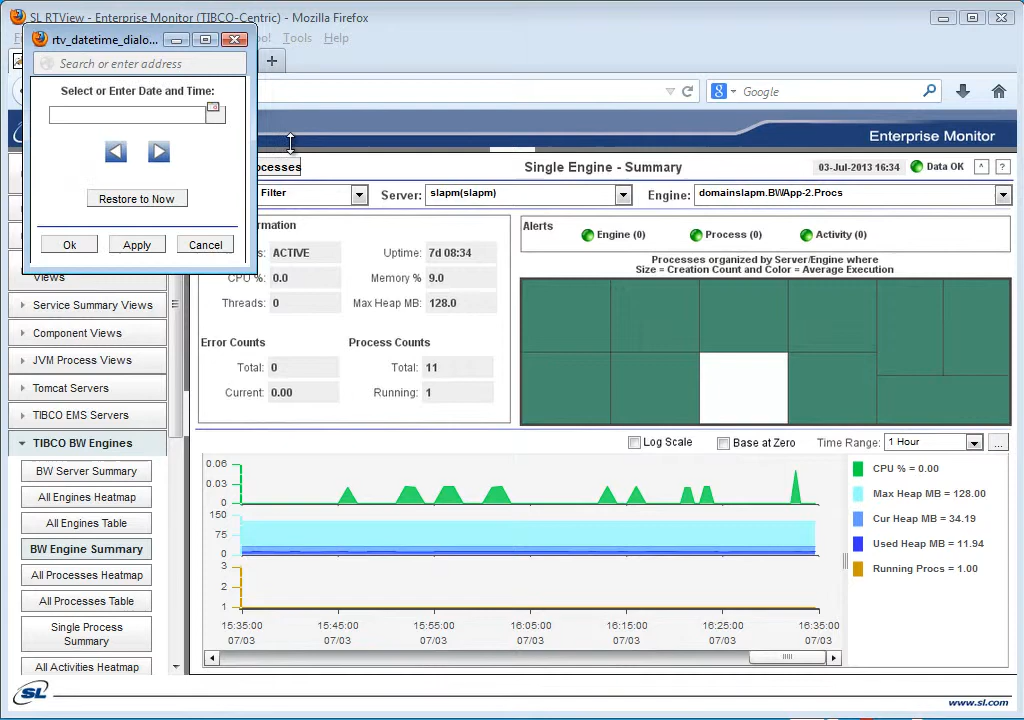 SL RTView - Enterprise Monitor (TIBCO-Centric) - Mozilla Firefox
Tools Help
rtv_datetime_dialo...
Search or enter address
Select or Enter Date and Time:
Restore to Now
Ok Apply Cancel
Google
Enterprise Monitor
ocesses
Single Engine - Summary
03-Jul-2013 16:34
Data OK
^ ?
Filter
Server: slapm(slapm)
Engine: domainslapm.BWApp-2.Procs
rmation
s: ACTIVE
Uptime: 7d 08:34
CPU %: 0.0
Memory % 9.0
Threads: 0
Max Heap MB: 128.0
Error Counts
Process Counts
Total: 0
Total: 11
Current: 0.00
Running: 1
Alerts
Engine (0)
Process (0)
Activity (0)
Processes organized by Server/Engine where
Size = Creation Count and Color = Average Execution
Views
Service Summary Views
Component Views
JVM Process Views
Tomcat Servers
TIBCO EMS Servers
TIBCO BW Engines
BW Server Summary
All Engines Heatmap
All Engines Table
BW Engine Summary
All Processes Heatmap
All Processes Table
Single Process
Summary
All Activities Heatmap
Log Scale
Base at Zero
Time Range: 1 Hour
...
0.06
0.03
0
150
75
0
3
2
1
15:35:00 15:45:00 15:55:00 16:05:00 16:15:00 16:25:00 16:35:00
07/03 07/03 07/03 07/03 07/03 07/03 07/03
CPU % = 0.00
Max Heap MB = 128.00
Cur Heap MB = 34.19
Used Heap MB = 11.94
Running Procs = 1.00
SL
www.sl.com